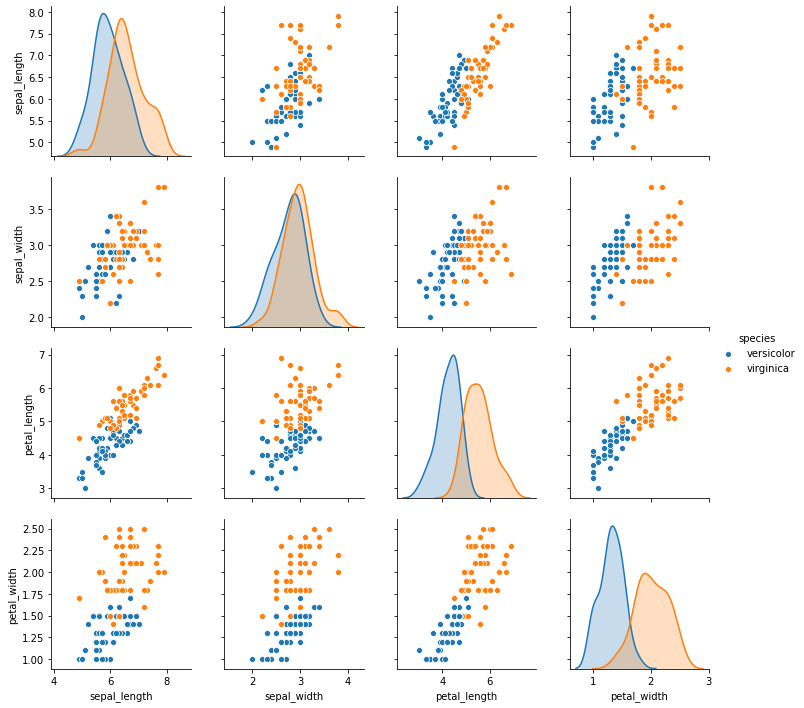 8.0
7.5
7.0
6.5
6.0
5.5
5.0
sepal_length
3.5
3.0
2.5
2.0
sepal_width
7
6
5
4
3
petal_length
species
versicolor
virginica
2.50
2.25
2.00
1.75
1.50
1.25
1.00
petal_width
4 6 8
sepal_length
2 3 4
sepal_width
4 6
petal_length
1 2 3
petal_width